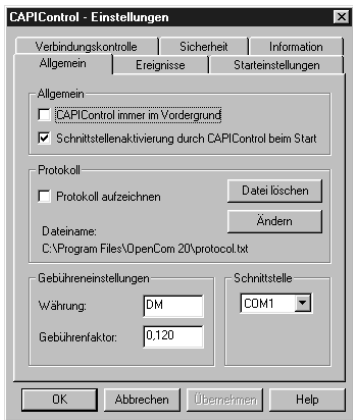 CAPIControl - Einstellungen
Verbindungskontrolle Sicherheit Information
Allgemein Ereignisse Starteinstellungen
Allgemein
CAPIControl immer im Vordergrund
Schnittstellenaktivierung durch CAPIControl beim Start
Protokoll
Protokoll aufzeichnen Datei löschen
Ändern
Dateiname:
C:\Program Files\OpenCom 20\protocol.txt
Gebühreneinstellungen Schnittstelle
Währung: DM COM1
Gebührenfaktor: 0,120
OK Abbrechen Übernehmen Help